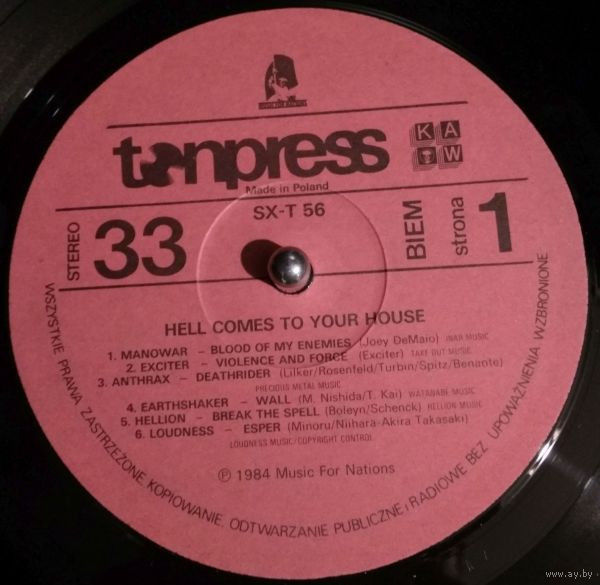 tonpress
KAW
Made in Poland
SX-T 56
STEREO
33
BIEM
strona
1
HELL COMES TO YOUR HOUSE
1. MANOWAR – BLOOD OF MY ENEMIES (Joey DeMaio) INAR MUSIC
2. EXCITER – VIOLENCE AND FORCE (Exciter) TAKE OUT MUSIC
3. ANTHRAX – DEATHRIDER (Lilker/Rosenfeld/Turbin/Spitz/Benante)
PRECIOUS METAL MUSIC
4. EARTHSHAKER – WALL (M. Nishida/T. Kai) WATANABE MUSIC
5. HELLION – BREAK THE SPELL (Boleyn/Schenck) HELLION MUSIC
6. LOUDNESS – ESPER (Minoru/Niihara-Akira Takasaki)
LOUDNESS MUSIC/COPYRIGHT CONTROL
℗ 1984 Music For Nations
WSZYSTKIE PRAWA ZASTRZEŻONE. KOPIOWANIE, ODTWARZANIE PUBLICZNE I RADIOWE BEZ UPOWAŻNIENIA WZBRONIONE
www.ay.by